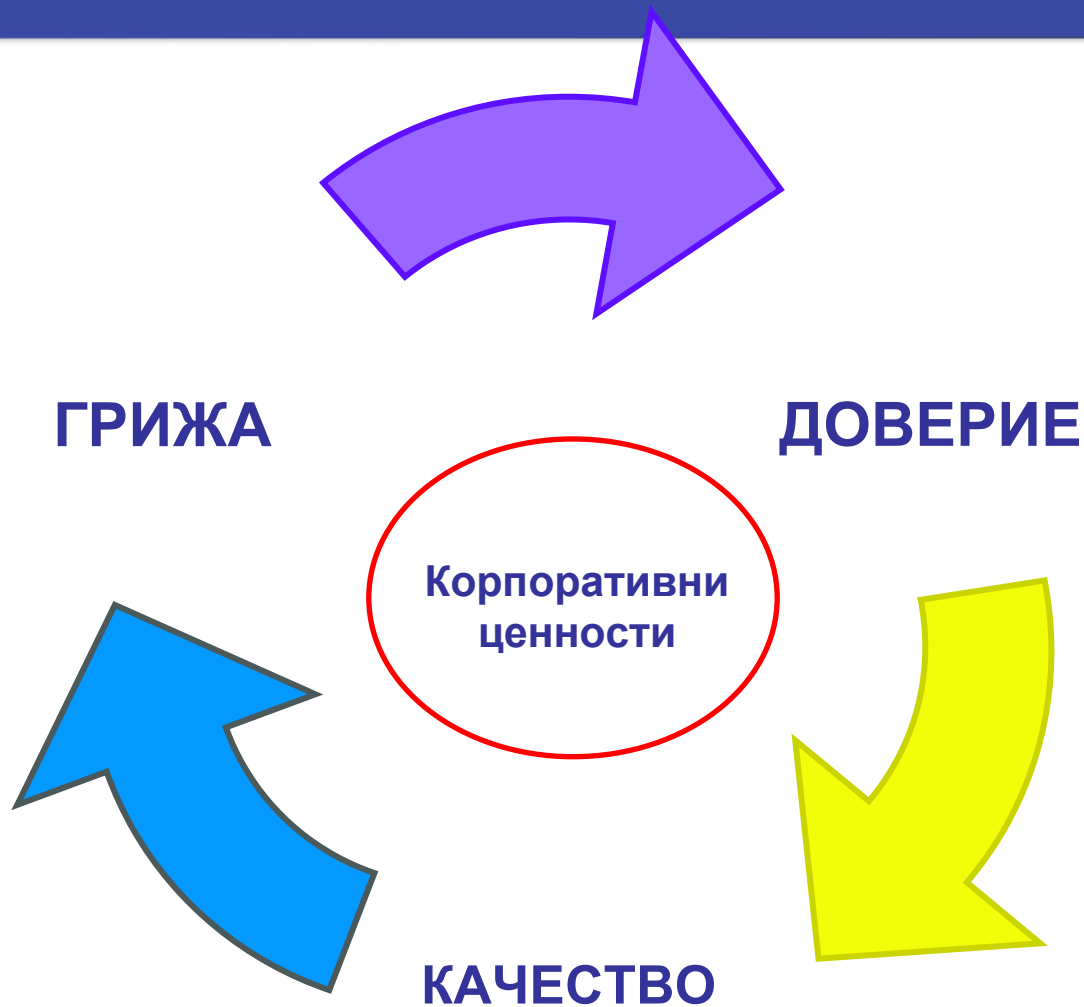 ГРИЖА
ДОВЕРИЕ
Корпоративни
ценности
КАЧЕСТВО